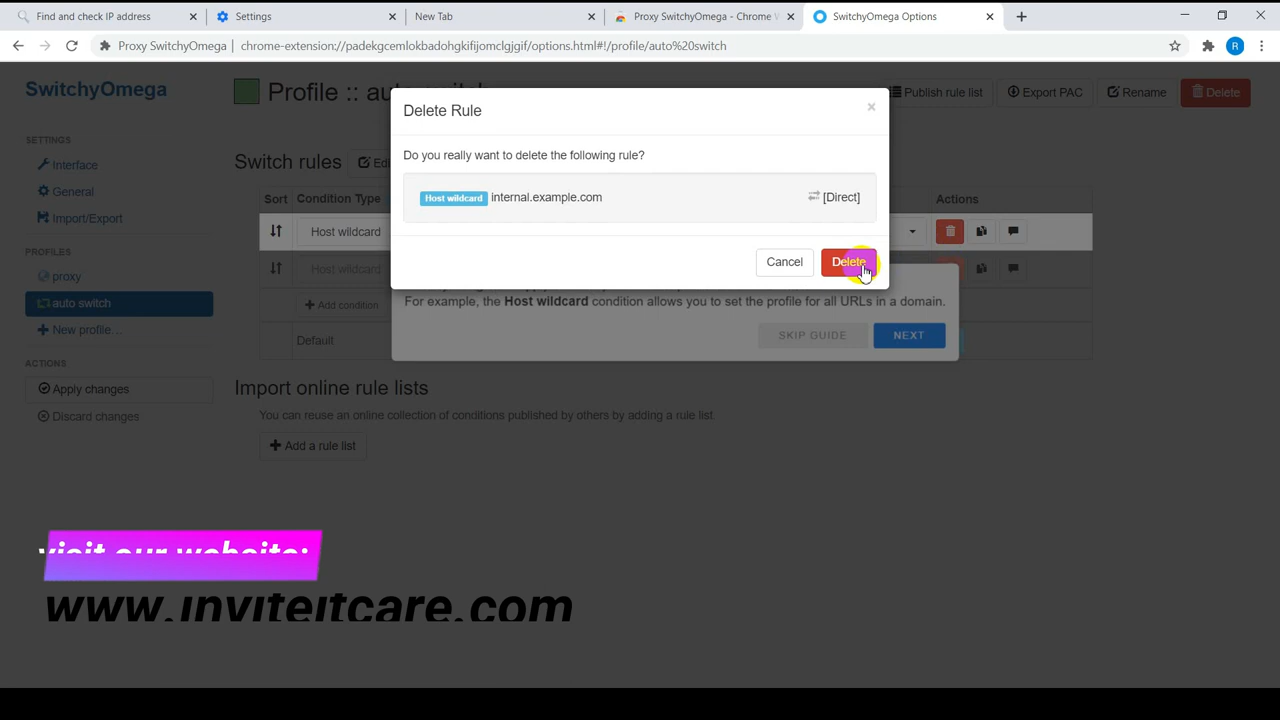 Find and check IP address
Settings
New Tab
Proxy SwitchyOmega - Chrome W
SwitchyOmega Options
Proxy SwitchyOmega
chrome-extension://padekgcemlokbadohgkifijomclgjgif/options.html#!/profile/auto%20switch
R
SwitchyOmega
Profile :: auto switch
Publish rule list
Export PAC
Rename
Delete
SETTINGS
Interface
General
Import/Export
PROFILES
proxy
auto switch
New profile...
ACTIONS
Apply changes
Discard changes
Switch rules
Sort
Condition Type
Actions
Host wildcard
Host wildcard
Add condition
Default
Delete Rule
×
Do you really want to delete the following rule?
Host wildcard internal.example.com
[Direct]
Cancel
Delete
For example, the Host wildcard condition allows you to set the profile for all URLs in a domain.
SKIP GUIDE
NEXT
Import online rule lists
You can reuse an online collection of conditions published by others by adding a rule list.
Add a rule list
visit our website:
www.inviteitcare.com